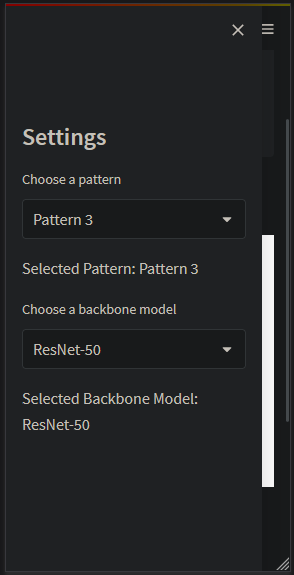 Settings
Choose a pattern
Pattern 3
Selected Pattern: Pattern 3
Choose a backbone model
ResNet-50
Selected Backbone Model:
ResNet-50